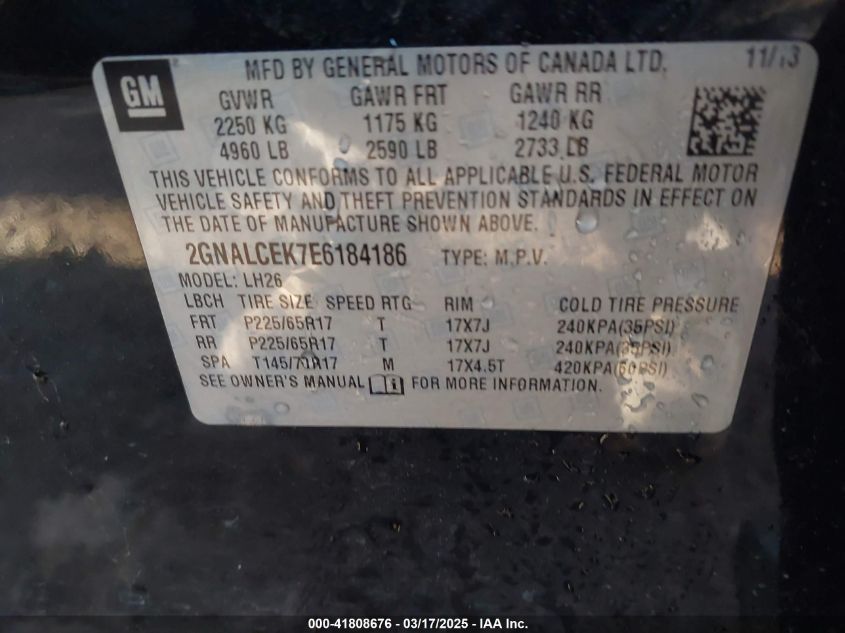 GM
MFD BY GENERAL MOTORS OF CANADA LTD. 11/13
GVWR GAWR FRT GAWR RR
2250 KG 1175 KG 1240 KG
4960 LB 2590 LB 2733 LB
THIS VEHICLE CONFORMS TO ALL APPLICABLE U.S. FEDERAL MOTOR
VEHICLE SAFETY AND THEFT PREVENTION STANDARDS IN EFFECT ON
THE DATE OF MANUFACTURE SHOWN ABOVE.
2GNALCEK7E6184186 TYPE: M.P.V.
MODEL: LH26
LBCH TIRE SIZE SPEED RTG RIM COLD TIRE PRESSURE
FRT P225/65R17 T 17X7J 240KPA(35PSI)
RR P225/65R17 T 17X7J 240KPA(35PSI)
SPA T145/70R17 M 17X4.5T 420KPA(60PSI)
SEE OWNER'S MANUAL FOR MORE INFORMATION.
000-41808676 - 03/17/2025 - IAA Inc.